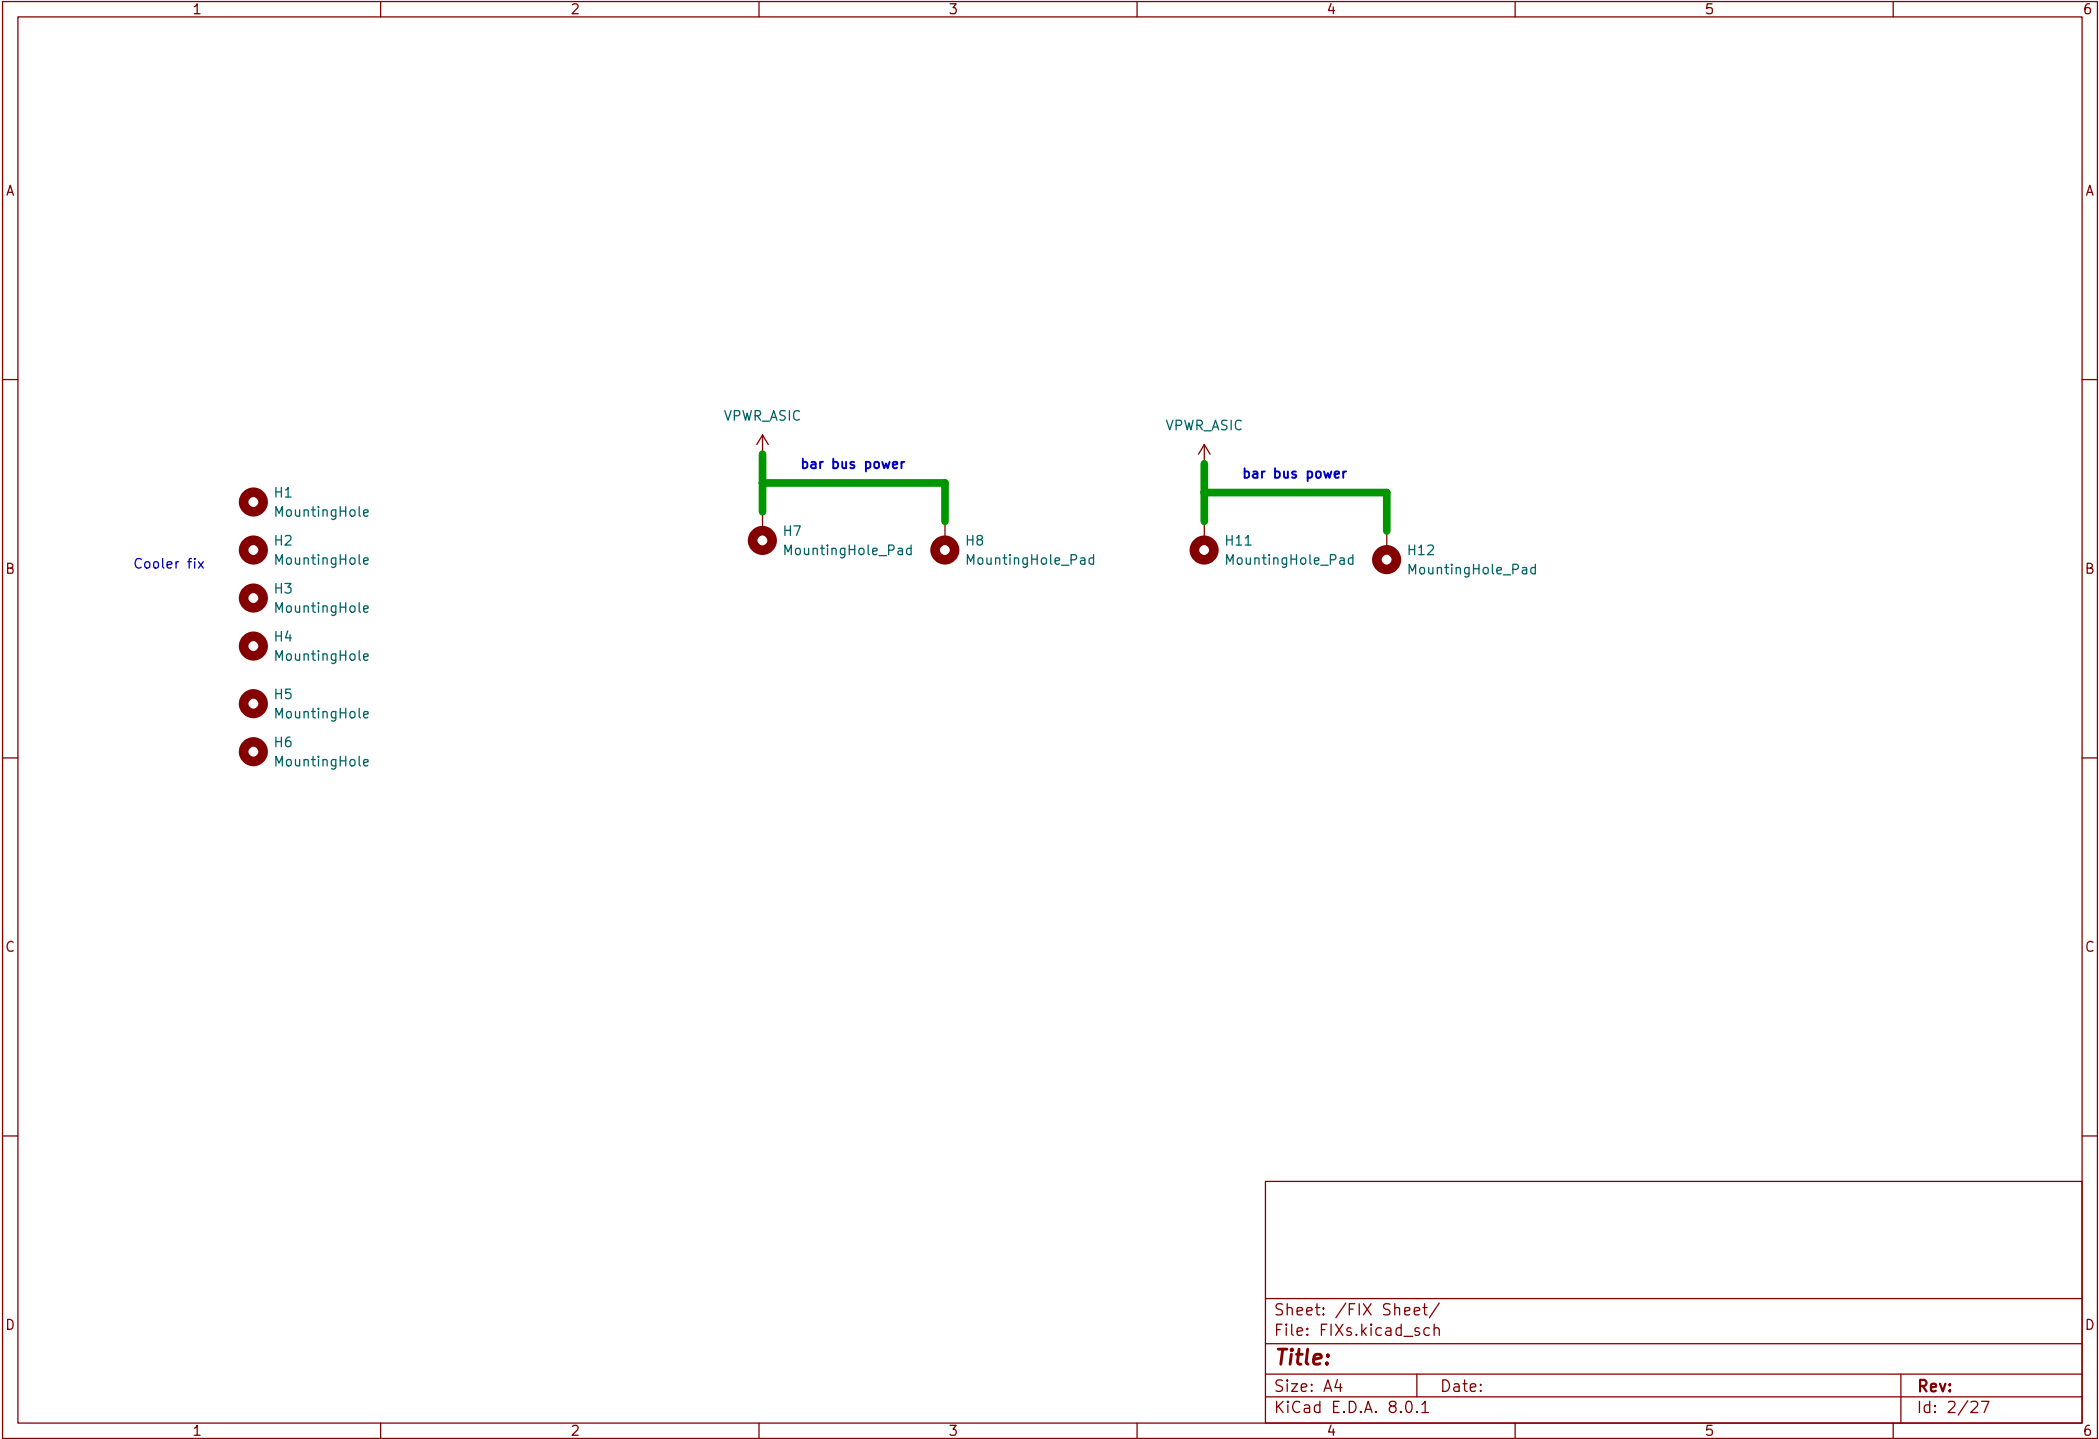 1 2 3 4 5 6
A A
VPWR_ASIC
VPWR_ASIC
bar bus power
bar bus power
H1
MountingHole
H2
MountingHole
Cooler fix
H3
MountingHole
H4
MountingHole
H5
MountingHole
H6
MountingHole
H7
MountingHole_Pad
H8
MountingHole_Pad
H11
MountingHole_Pad
H12
MountingHole_Pad
B B
C C
Sheet: /FIX Sheet/
File: FIXs.kicad_sch
Title:
Size: A4 Date: Rev:
KiCad E.D.A. 8.0.1 Id: 2/27
D D
1 2 3 4 5 6